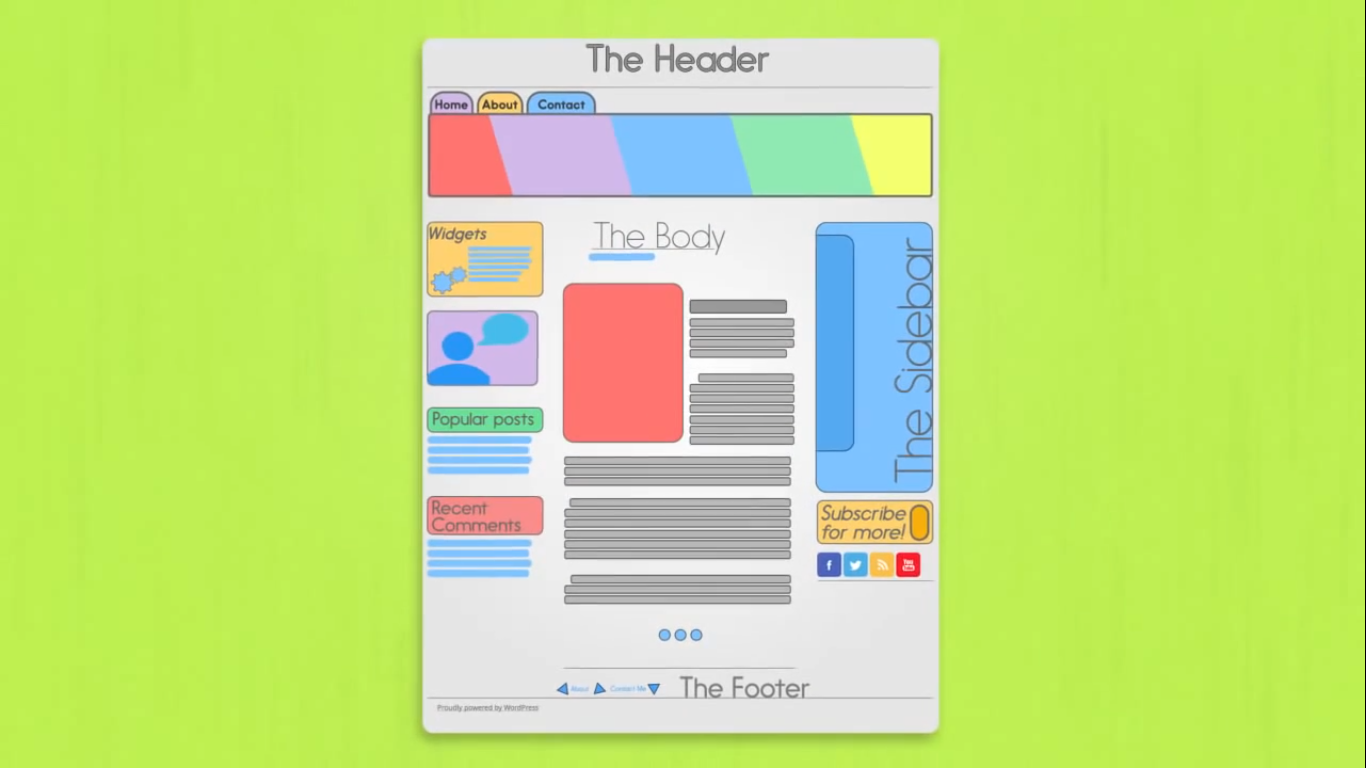 The Header
Home
About
Contact
Widgets
The Body
The Sidebar
Popular posts
Recent
Comments
Subscribe
for more!
f
You
About
Contact Me
The Footer
Proudly powered by WordPress